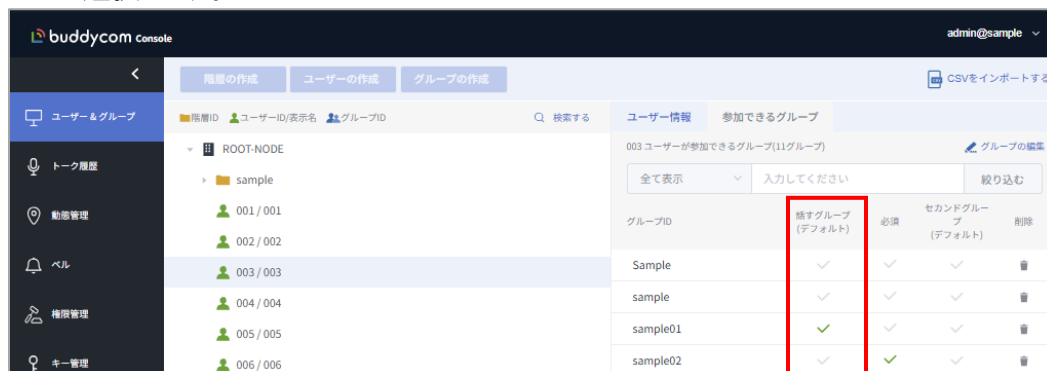 buddycom Console
admin@sample
階層の作成 ユーザーの作成 グループの作成
CSVをインポートする
ユーザー＆グループ
トーク履歴
動態管理
ベル
権限管理
キー管理
階層ID ユーザーID/表示名 グループID
検索する
ROOT-NODE
sample
001 / 001
002 / 002
003 / 003
004 / 004
005 / 005
006 / 006
ユーザー情報 参加できるグループ
003 ユーザーが参加できるグループ(11グループ)
グループの編集
全て表示 入力してください 絞り込む
グループID
話すグループ
(デフォルト)
必須
セカンドグルー
プ
(デフォルト)
削除
Sample
sample
sample01
sample02